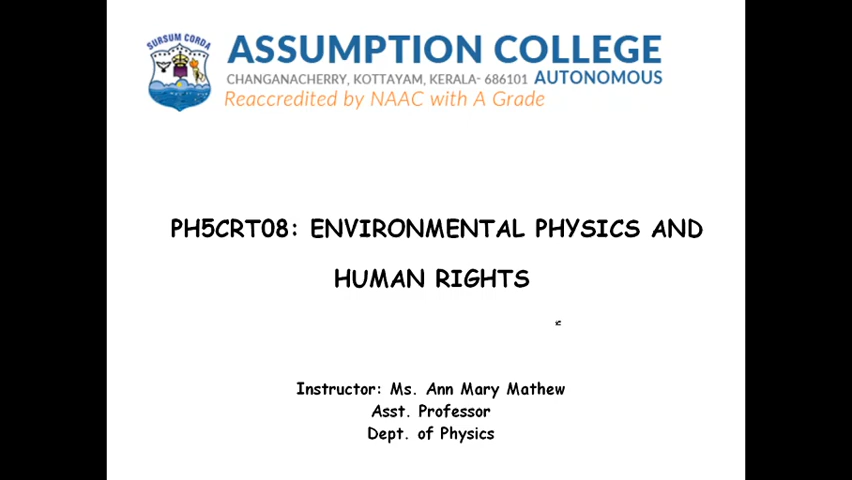 SURSUM CORDA
ASSUMPTION COLLEGE
CHANGANACHERRY, KOTTAYAM, KERALA- 686101 AUTONOMOUS
Reaccredited by NAAC with A Grade
PH5CRT08: ENVIRONMENTAL PHYSICS AND
HUMAN RIGHTS
Instructor: Ms. Ann Mary Mathew
Asst. Professor
Dept. of Physics